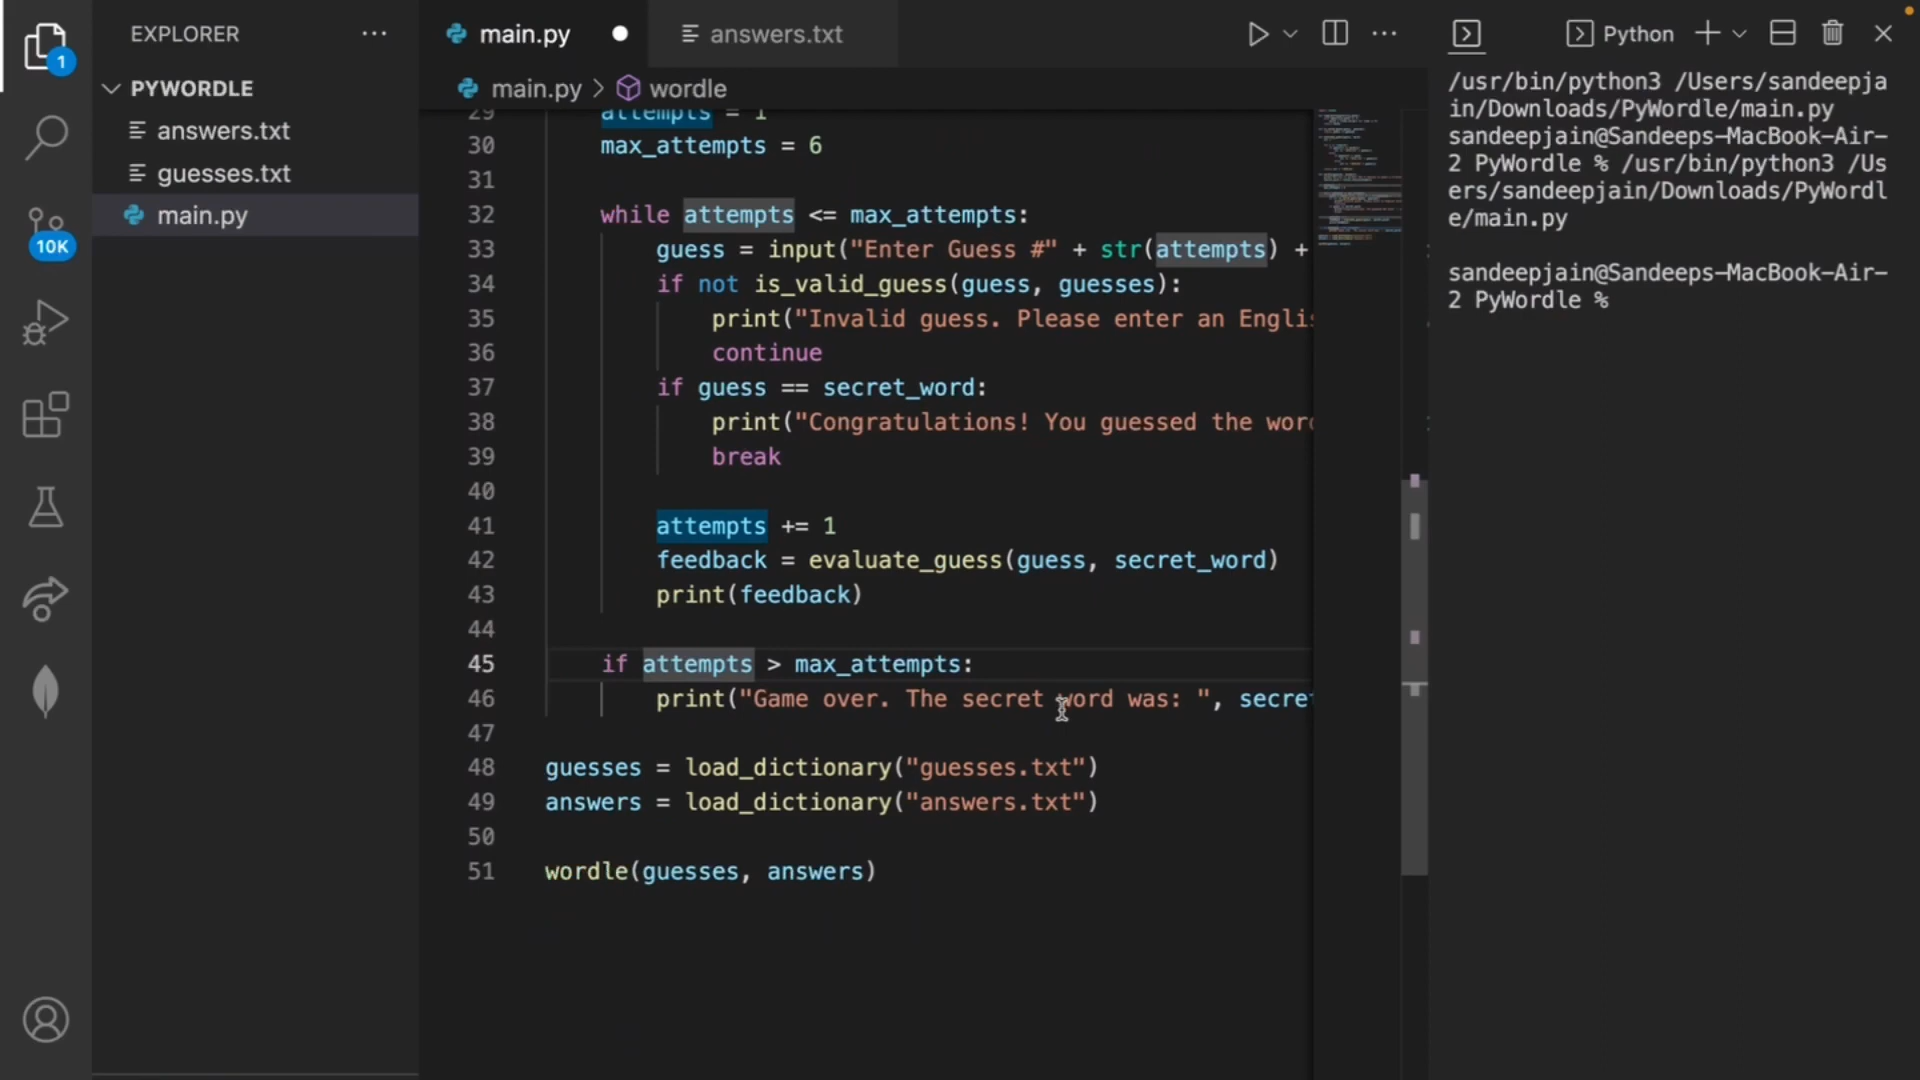 EXPLORER
1
PYWORDLE
answers.txt
guesses.txt
main.py
10K
main.py
answers.txt
main.py > wordle
29 attempts = 1
30 max_attempts = 6
31
32 while attempts <= max_attempts:
33 guess = input("Enter Guess #" + str(attempts) +
34 if not is_valid_guess(guess, guesses):
35 print("Invalid guess. Please enter an Englis
36 continue
37 if guess == secret_word:
38 print("Congratulations! You guessed the word
39 break
40
41 attempts += 1
42 feedback = evaluate_guess(guess, secret_word)
43 print(feedback)
44
45 if attempts > max_attempts:
46 print("Game over. The secret word was: ", secret
47
48 guesses = load_dictionary("guesses.txt")
49 answers = load_dictionary("answers.txt")
50
51 wordle(guesses, answers)
Python
/usr/bin/python3 /Users/sandeepja
in/Downloads/PyWordle/main.py
sandeepjain@Sandeeps-MacBook-Air-
2 PyWordle % /usr/bin/python3 /Us
ers/sandeepjain/Downloads/PyWordl
e/main.py
sandeepjain@Sandeeps-MacBook-Air-
2 PyWordle %